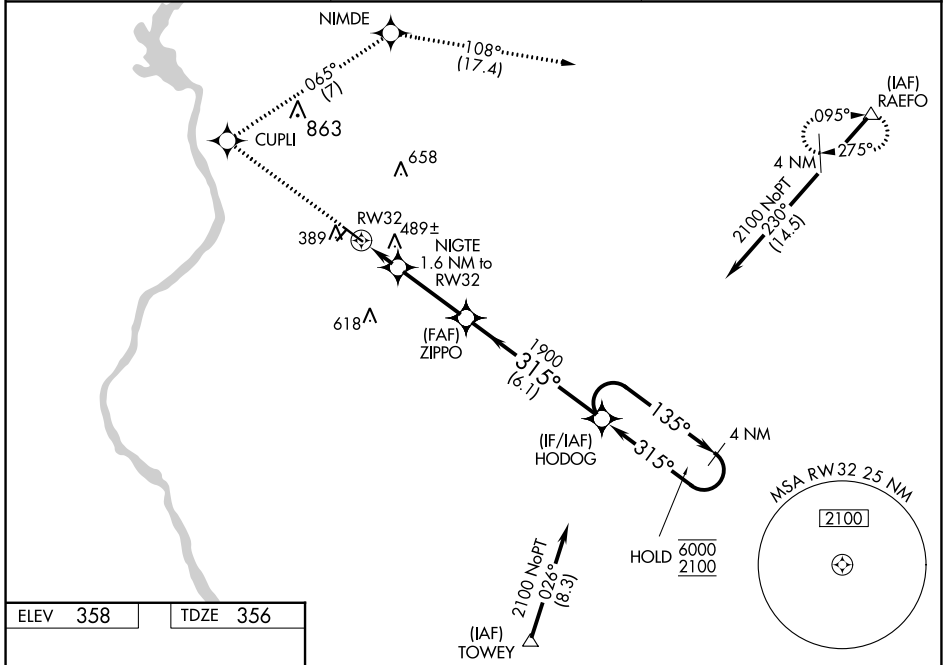 NIMDE
108°
(17.4)
065°
(7)
863
CUPLI
658
(IAF)
RAEFO
095°
275°
4 NM
2100 NoPT
230°
(14.5)
RW32
389
489±
NIGTE
1.6 NM to
RW32
618
(FAF)
ZIPPO
1900
315°
(6.1)
135°
4 NM
(IF/IAF)
HODOG
315°
MSA RW32 25 NM
2100
HOLD 6000
2100
2100 NoPT
026°
(8.3)
(IAF)
TOWEY
ELEV 358 TDZE 356